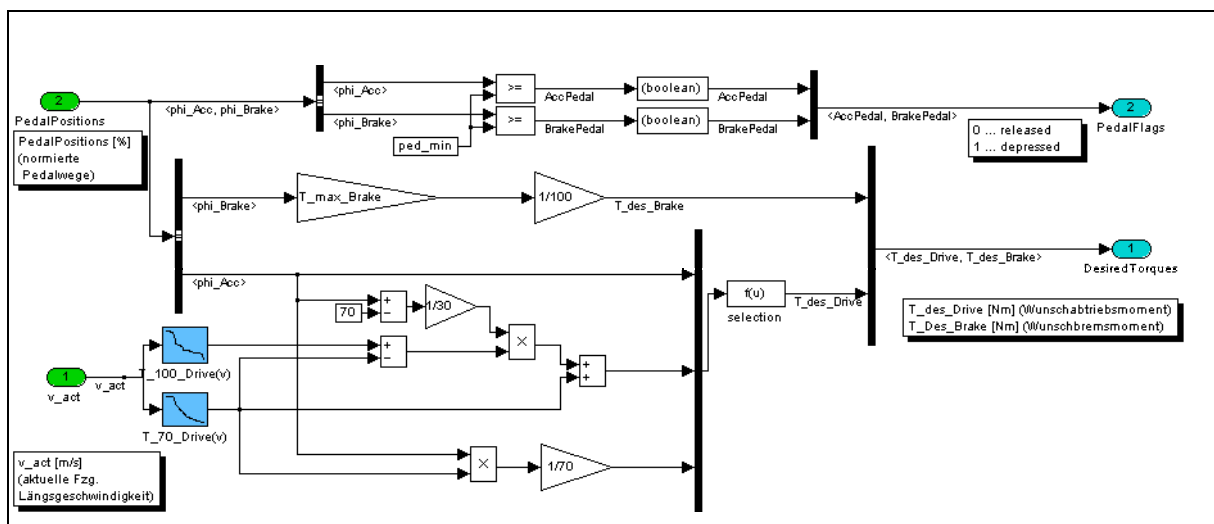 <phi_Acc>
>=
AccPedal
(boolean)
AccPedal
2
<phi_Acc, phi_Brake>
2
PedalPositions
<phi_Brake>
>=
BrakePedal
(boolean)
BrakePedal
<AccPedal, BrakePedal>
PedalFlags
PedalPositions [%]
(normierte
Pedalwege)
ped_min
0 ... released
1 ... depressed
<phi_Brake>
T_max_Brake
1/100
T_des_Brake
<T_des_Drive, T_des_Brake>
1
DesiredTorques
<phi_Acc>
70
+
−
1/30
×
f(u)
selection
T_des_Drive
T_des_Drive [Nm] (Wunschabtriebsmoment)
T_Des_Brake [Nm] (Wunschbremsmoment)
1
v_act
v_act
T_100_Drive(v)
+
−
+
+
T_70_Drive(v)
×
1/70
v_act [m/s]
(aktuelle Fzg.
Längsgeschwindigkeit)